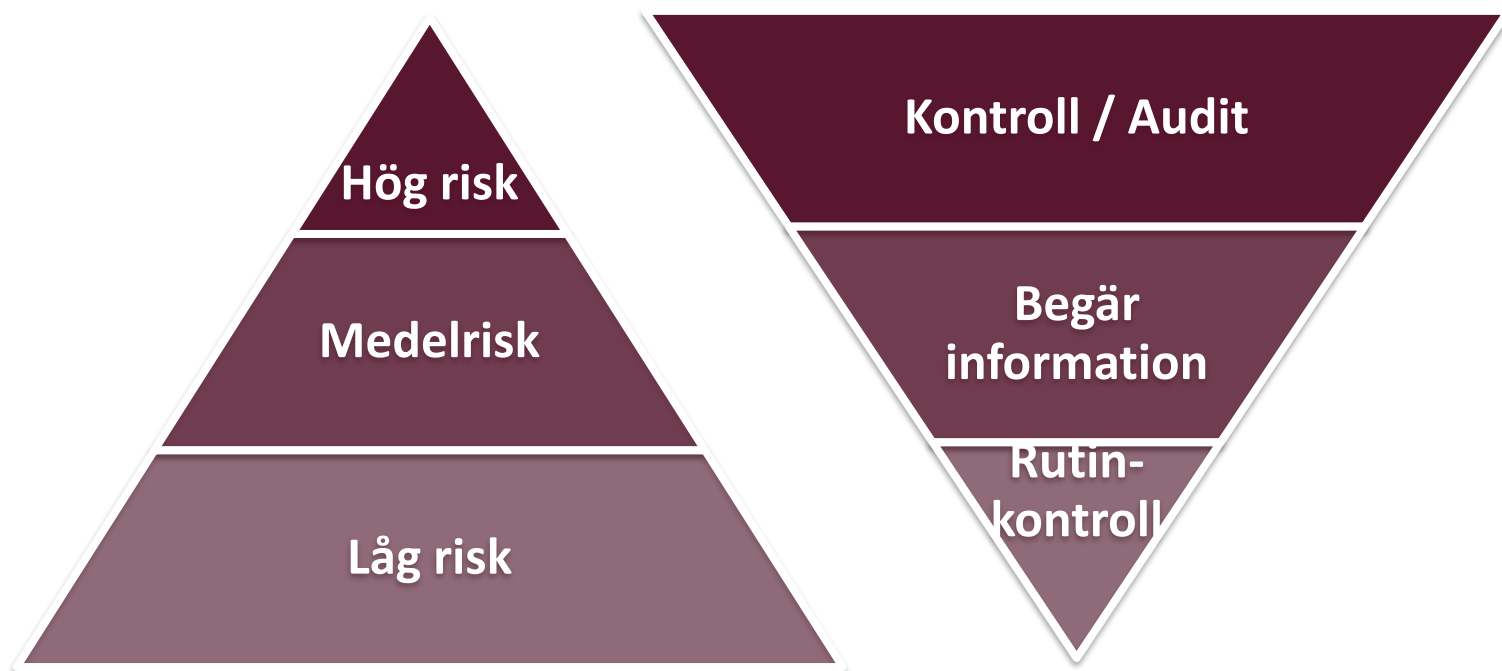 Hög risk
Medelrisk
Låg risk
Kontroll / Audit
Begär
information
Rutin-
kontroll